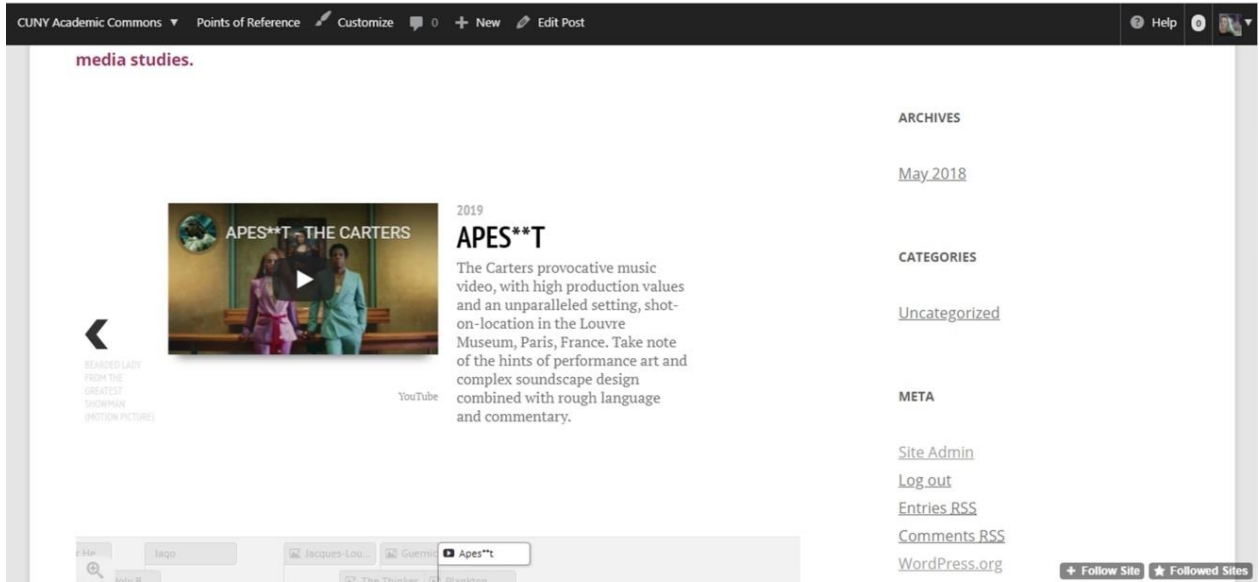 CUNY Academic Commons ▼ Points of Reference Customize 0 + New Edit Post Help 0
media studies.
APES**T - THE CARTERS
YouTube
BEARDED LADY
FROM THE
GREATEST
SHOWMAN
(MOTION PICTURE)
2019
APES**T
The Carters provocative music
video, with high production values
and an unparalleled setting, shot-
on-location in the Louvre
Museum, Paris, France. Take note
of the hints of performance art and
complex soundscape design
combined with rough language
and commentary.
ARCHIVES
May 2018
CATEGORIES
Uncategorized
META
Site Admin
Log out
Entries RSS
Comments RSS
WordPress.org
Iago Jacques-Lou... Guernic Apes**t
The Thinker Plankton
+ Follow Site ★ Followed Sites